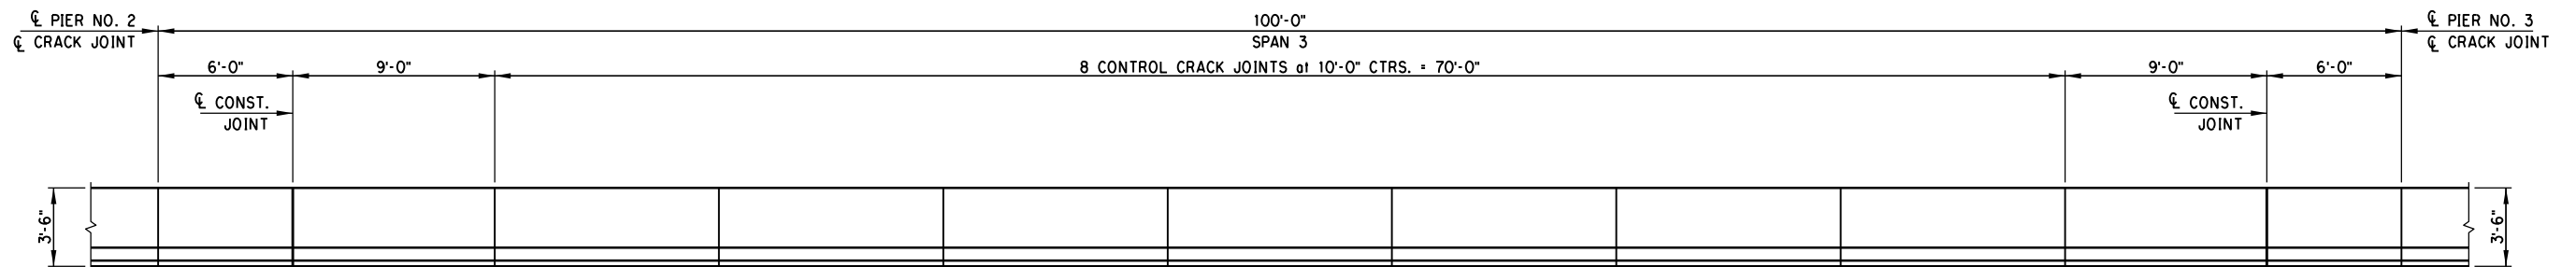 ℄ PIER NO. 2
℄ CRACK JOINT
100'-0"
SPAN 3
℄ PIER NO. 3
℄ CRACK JOINT
6'-0"
9'-0"
8 CONTROL CRACK JOINTS at 10'-0" CTRS. = 70'-0"
9'-0"
6'-0"
℄ CONST.
JOINT
℄ CONST.
JOINT
3'-6"
3'-6"